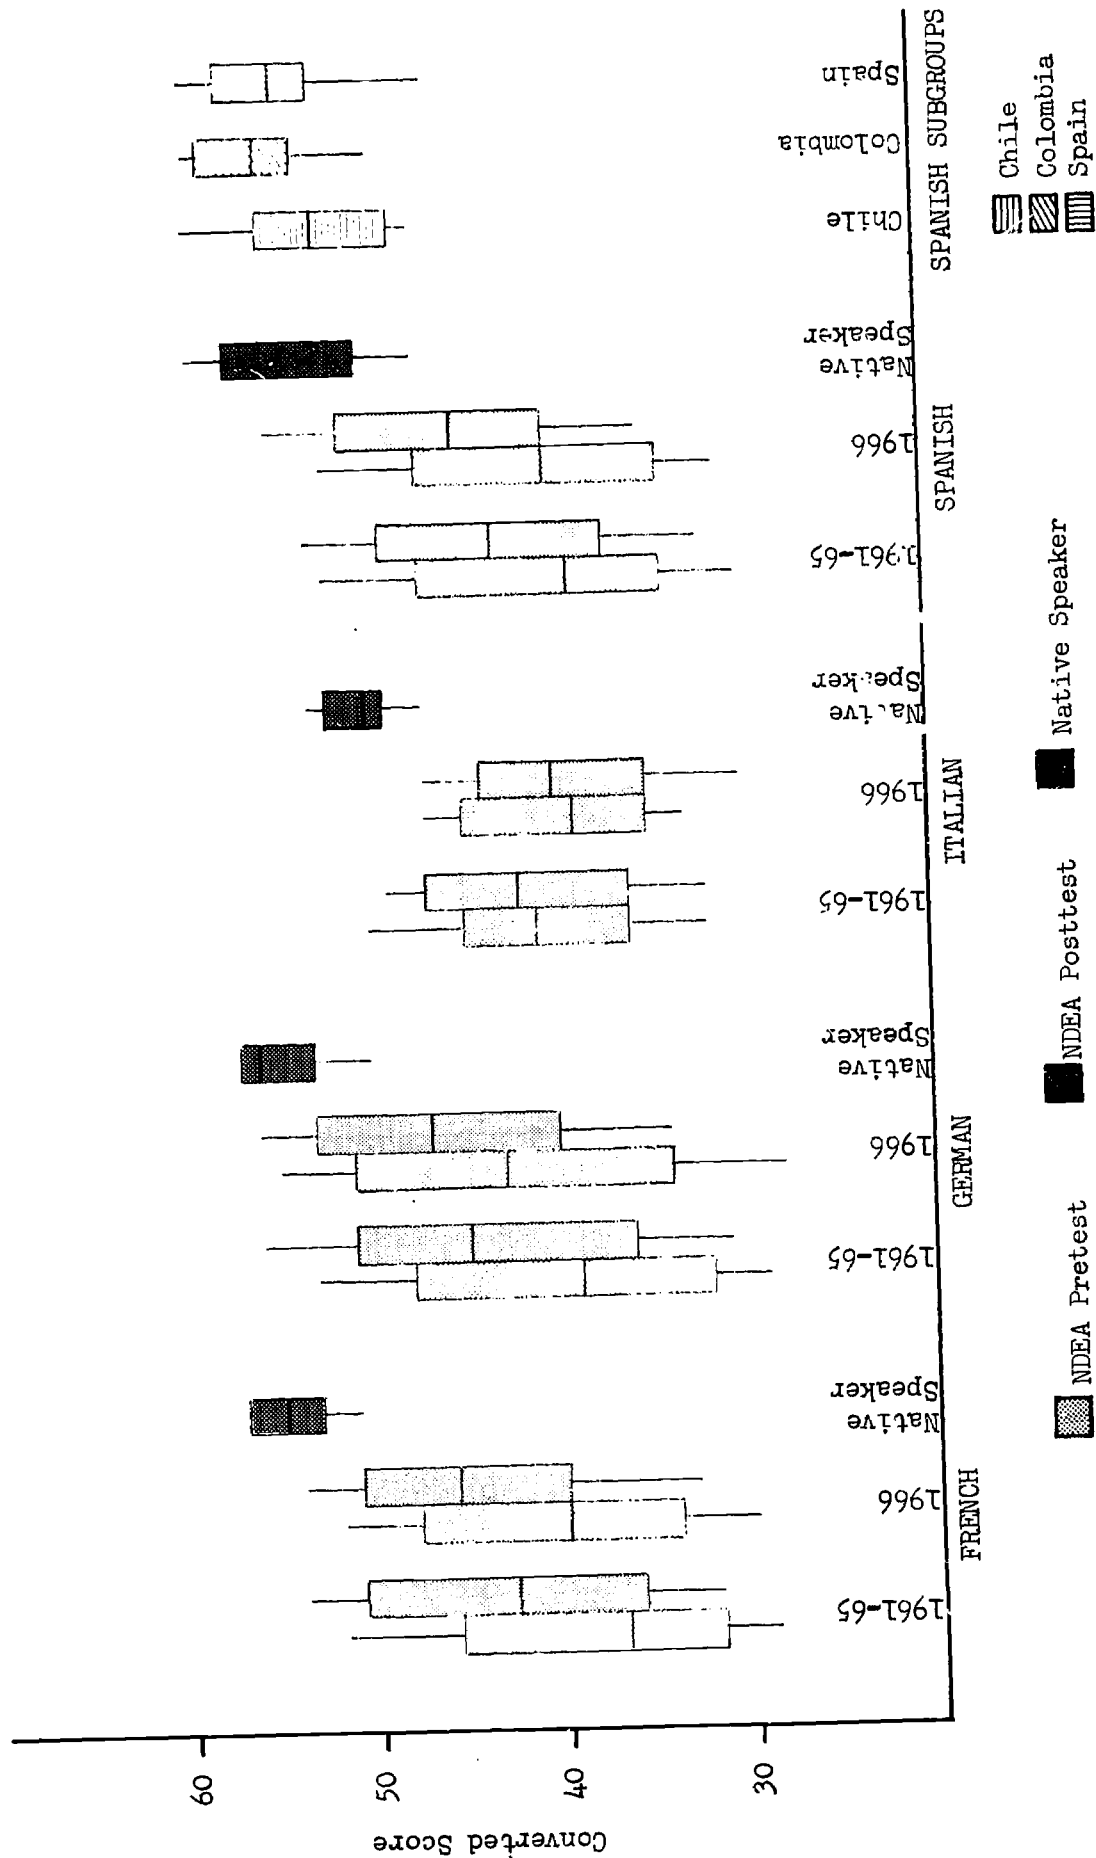 Converted Score
60
50
40
30
1961-65
1966
Native
Speaker
FRENCH
1961-65
1966
Native
Speaker
GERMAN
1961-65
1966
Native
Speaker
ITALIAN
1961-65
1966
Native
Speaker
SPANISH
Chile
Colombia
Spain
SPANISH SUBGROUPS
NDEA Pretest
NDEA Posttest
Native Speaker
Chile
Colombia
Spain